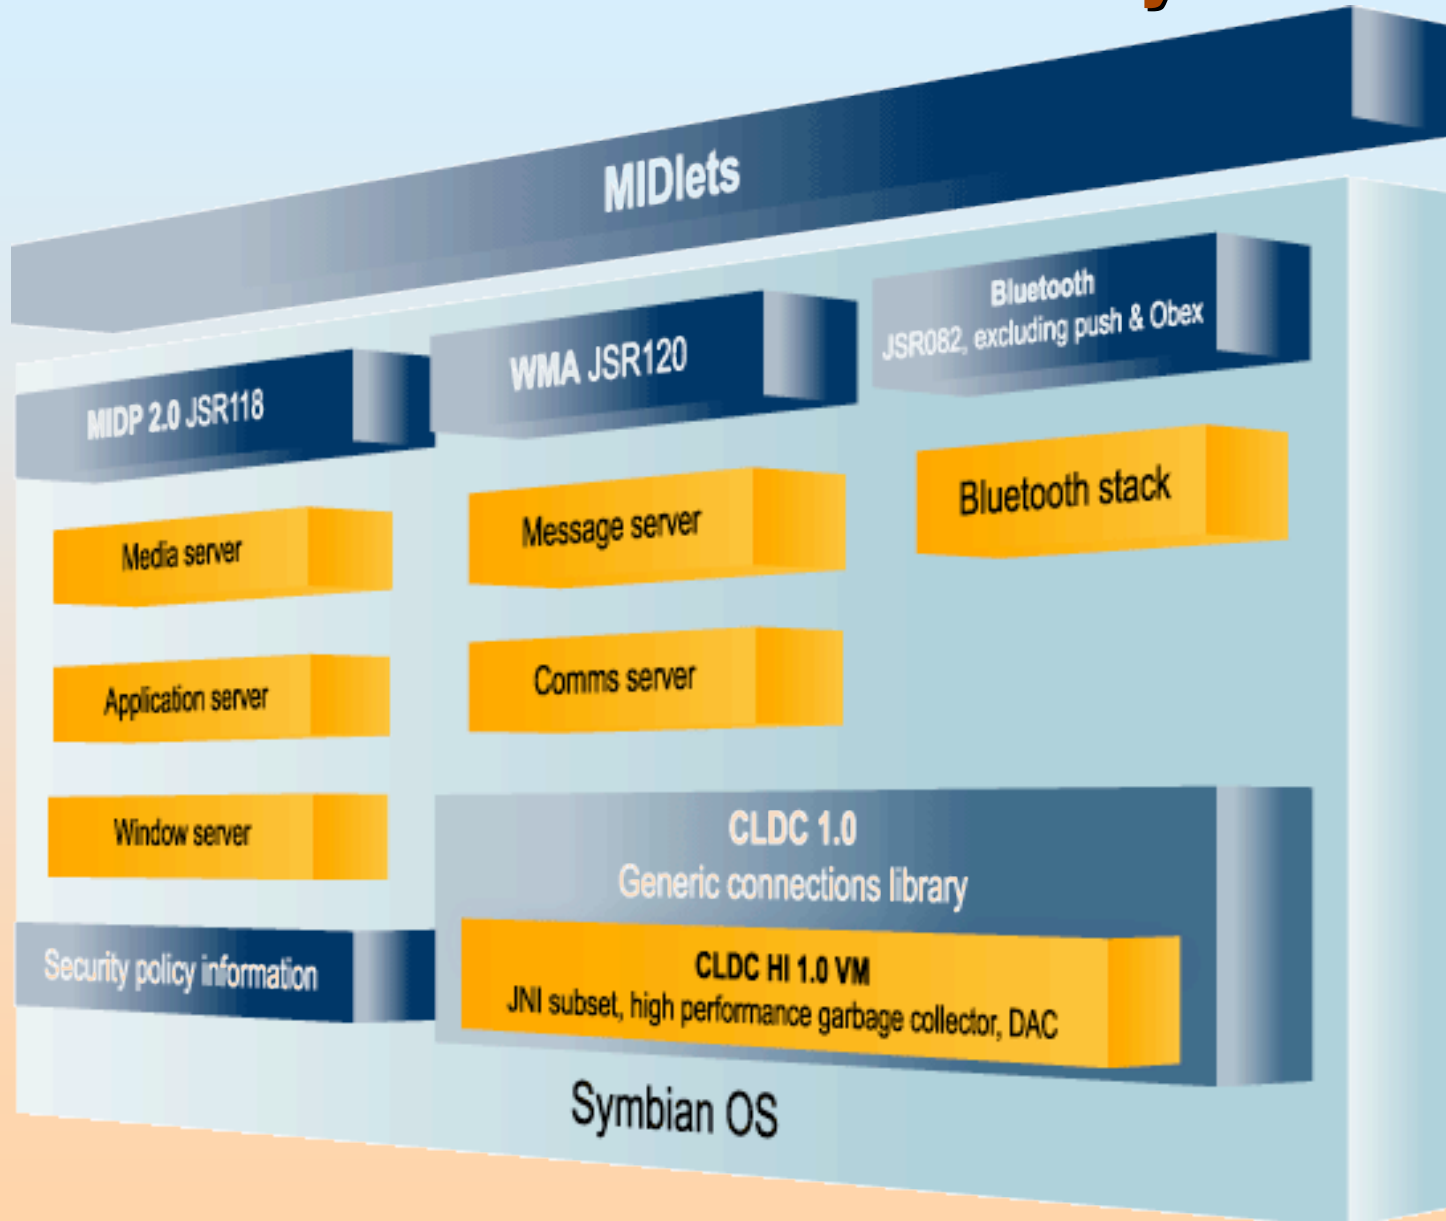 MIDlets
MIDP 2.0 JSR118
WMA JSR120
Bluetooth
JSR082, excluding push & Obex
Media server
Message server
Bluetooth stack
Application server
Comms server
Window server
Security policy information
CLDC 1.0
Generic connections library
CLDC HI 1.0 VM
JNI subset, high performance garbage collector, DAC
Symbian OS